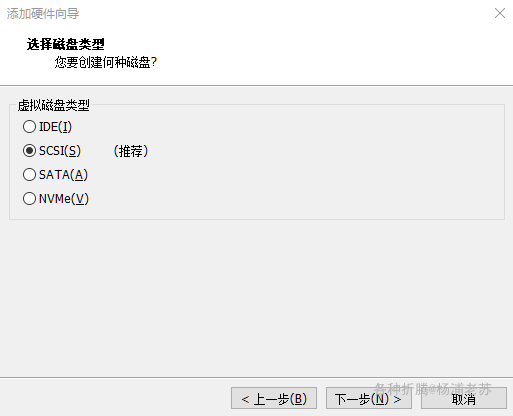 添加硬件向导
选择磁盘类型
您要创建何种磁盘?
虚拟磁盘类型
IDE(I)
SCSI(S) （推荐）
SATA(A)
NVMe(V)
< 上一步(B) 下一步(N) > 取消
各种折腾@杨浦老苏